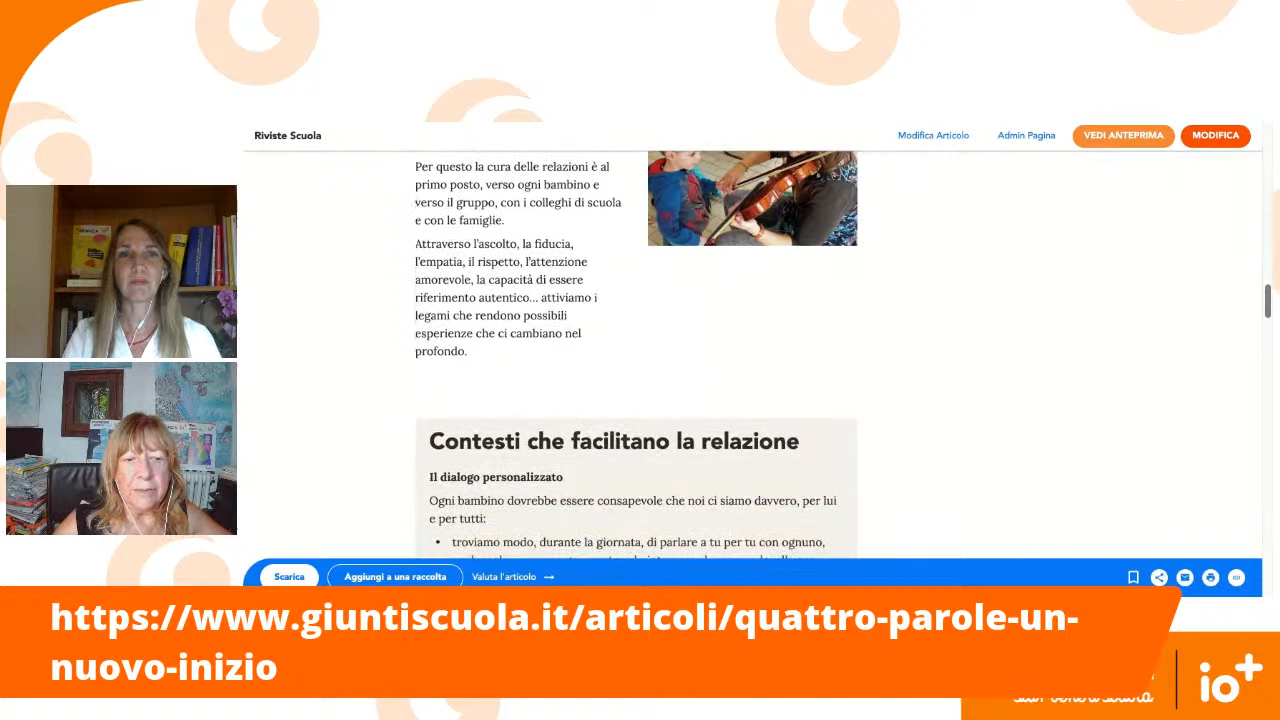 Riviste Scuola
Modifica Articolo
Admin Pagina
VEDI ANTEPRIMA
MODIFICA
Per questo la cura delle relazioni è al
primo posto, verso ogni bambino e
verso il gruppo, con i colleghi di scuola
e con le famiglie.
Attraverso l'ascolto, la fiducia,
l'empatia, il rispetto, l'attenzione
amorevole, la capacità di essere
riferimento autentico... attiviamo i
legami che rendono possibili
esperienze che ci cambiano nel
profondo.
Contesti che facilitano la relazione
Il dialogo personalizzato
Ogni bambino dovrebbe essere consapevole che noi ci siamo davvero, per lui
e per tutti:
• troviamo modo, durante la giornata, di parlare a tu per tu con ognuno,
Scarica
Aggiungi a una raccolta
Valuta l'articolo →
https://www.giuntiscuola.it/articoli/quattro-parole-un-
nuovo-inizio
io+